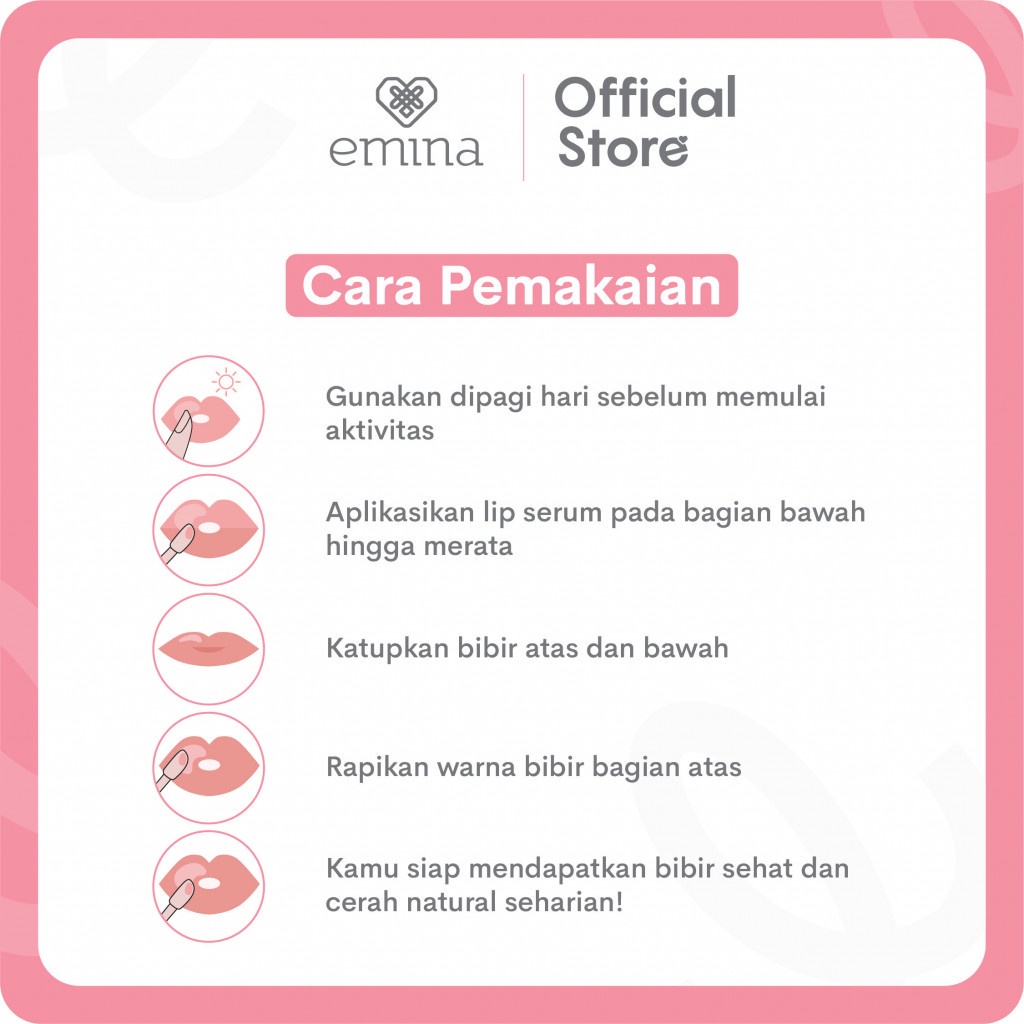 emina
Official
Store
Cara Pemakaian
Gunakan dipagi hari sebelum memulai
aktivitas
Aplikasikan lip serum pada bagian bawah
hingga merata
Katupkan bibir atas dan bawah
Rapikan warna bibir bagian atas
Kamu siap mendapatkan bibir sehat dan
cerah natural seharian!